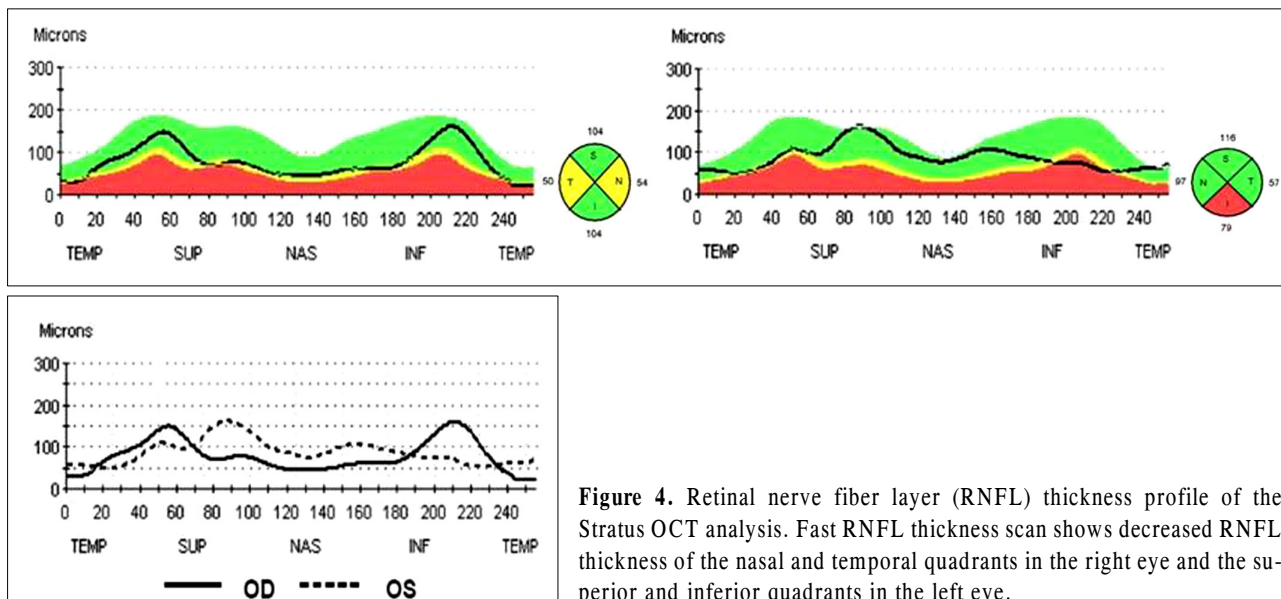 Microns
300
200
100
0
0 20 40 60 80 100 120 140 160 180 200 220 240
TEMP SUP NAS INF TEMP
104
S
50 T N 54
I
104
Microns
300
200
100
0
0 20 40 60 80 100 120 140 160 180 200 220 240
TEMP SUP NAS INF TEMP
116
S
97 N T 57
I
79
Microns
300
200
100
0
0 20 40 60 80 100 120 140 160 180 200 220 240
TEMP SUP NAS INF TEMP
OD OS
Figure 4. Retinal nerve fiber layer (RNFL) thickness profile of the
Stratus OCT analysis. Fast RNFL thickness scan shows decreased RNFL
thickness of the nasal and temporal quadrants in the right eye and the su-
perior and inferior quadrants in the left eye.